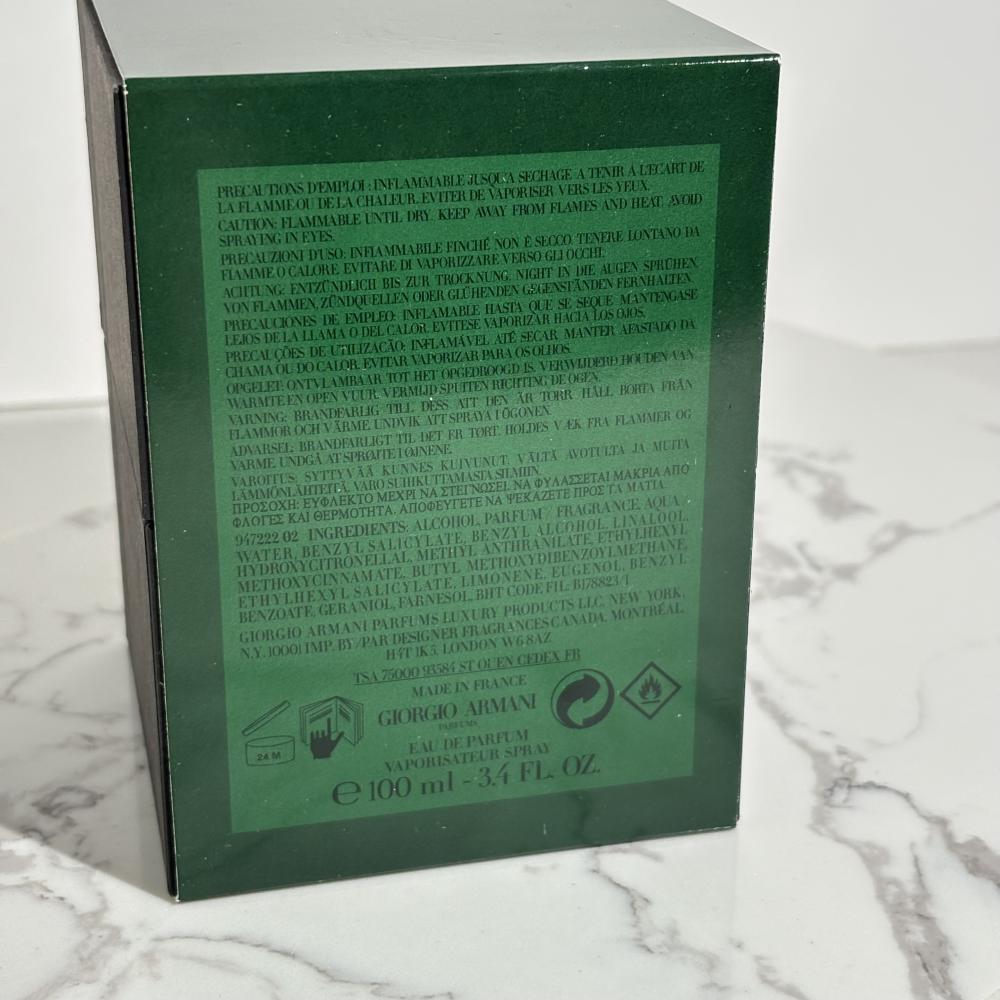 PRECAUTIONS D'EMPLOI : INFLAMMABLE JUSQU'A SECHAGE A TENIR À L'ECART DE
LA FLAMME OU DE LA CHALEUR. EVITER DE VAPORISER VERS LES YEUX.
CAUTION: FLAMMABLE UNTIL DRY. KEEP AWAY FROM FLAMES AND HEAT. AVOID
SPRAYING IN EYES.
PRECAUZIONI D'USO: INFIAMMABILE FINCHÉ NON È SECCO. TENERE LONTANO DA
FIAMME O CALORE. EVITARE DI VAPORIZZARE VERSO GLI OCCHI.
ACHTUNG: ENTZÜNDLICH BIS ZUR TROCKNUNG. NIGHT IN DIE AUGEN SPRÜHEN.
VON FLAMMEN, ZÜNDQUELLEN ODER GLÜHENDEN GEGENSTÄNDEN FERNHALTEN.
PRECAUCIONES DE EMPLEO: INFLAMABLE HASTA QUE SE SEQUE MANTENGASE
LEJOS DE LA LLAMA O DEL CALOR. EVITESE VAPORIZAR HACIA LOS OJOS.
PRECAUÇÕES DE UTILIZAÇÃO: INFLAMÁVEL ATÉ SECAR. MANTER AFASTADO DA
CHAMA OU DO CALOR. EVITAR VAPORIZAR PARA OS OLHOS.
OPGELET: ONTVLAMBAAR TOT HET OPGEDROOGD IS. VERWIJDERD HOUDEN VAN
WARMTE EN OPEN VUUR. VERMIJD SPUITEN RICHTING DE OGEN.
VARNING: BRANDFARLIG TILL DESS ATT DEN ÄR TORR HÅLL BORTA FRÅN
FLAMMOR OCH VÄRME UNDVIK ATT SPRAYA I ÖGONEN.
ADVARSEL: BRANDFARLIGT TIL DET ER TØRT. HOLDES VÆK FRA FLAMMER OG
VARME UNDGÅ AT SPRØJTE I ØJNENE.
VAROITUS: SYTTYVÄÄ KUNNES KUIVUNUT. VÄLTÄ AVOTULTA JA MUITA
LÄMMÖNLÄHTEITÄ. VARO SUIHKUTTAMASTA SILMIIN.
ΠΡΟΣΟΧΗ: ΕΥΦΛΕΚΤΟ ΜΕΧΡΙ ΝΑ ΣΤΕΓΝΩΣΕΙ. ΝΑ ΦΥΛΑΣΣΕΤΑΙ ΜΑΚΡΙΑ ΑΠΟ
ΦΛΟΓΕΣ ΚΑΙ ΘΕΡΜΟΤΗΤΑ. ΑΠΟΦΕΥΓΕΤΕ ΝΑ ΨΕΚΑΖΕΤΕ ΠΡΟΣ ΤΑ ΜΑΤΙΑ.
947222 02 INGREDIENTS: ALCOHOL, PARFUM / FRAGRANCE, AQUA /
WATER, BENZYL SALICYLATE, BENZYL ALCOHOL, LINALOOL,
HYDROXYCITRONELLAL, METHYL ANTHRANILATE, ETHYLHEXYL
METHOXYCINNAMATE, BUTYL METHOXYDIBENZOYLMETHANE,
ETHYLHEXYL SALICYLATE, LIMONENE, EUGENOL, BENZYL
BENZOATE, GERANIOL, FARNESOL, BHT CODE FIL: B178823/1
GIORGIO ARMANI PARFUMS LUXURY PRODUCTS LLC, NEW YORK,
N.Y. 10001 IMP. BY/PAR DESIGNER FRAGRANCES CANADA, MONTRÉAL,
H4T 1K5, LONDON W6 8AZ
TSA 75000 93584 ST OUEN CEDEX FR
MADE IN FRANCE
GIORGIO ARMANI
PARFUMS
24 M
EAU DE PARFUM
VAPORISATEUR SPRAY
℮ 100 ml - 3.4 FL. OZ.